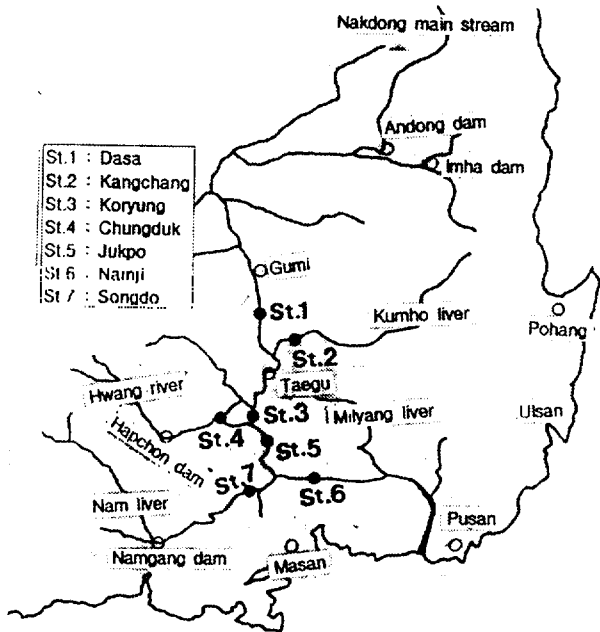 Nakdong main stream
Andong dam
Imha dam
St.1 : Dasa
St.2 : Kangchang
St.3 : Koryung
St.4 : Chungduk
St.5 : Jukpo
St 6 : Namji
St 7 : Songdo
Gumi
St.1
Kumho liver
Pohang
St.2
Taegu
Hwang river
St.3
Milyang liver
Ulsan
Hapchon dam
St.4
St.5
St.7
St.6
Nam liver
Pusan
Namgang dam
Masan